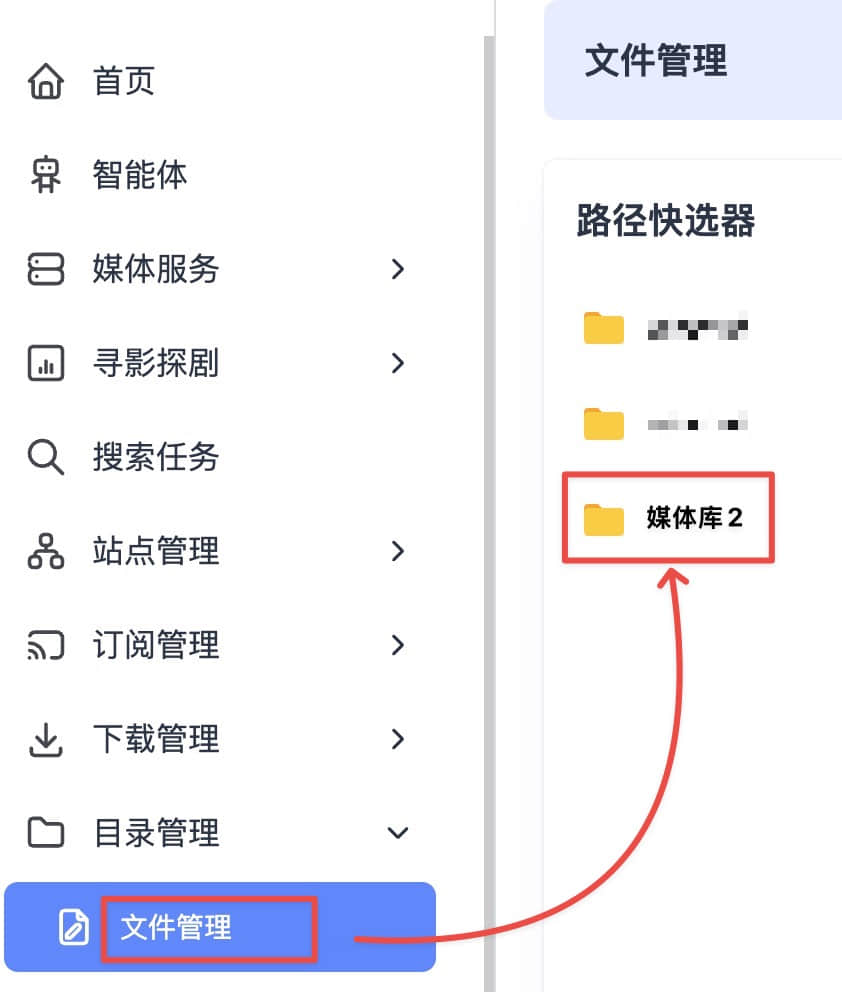 首页
智能体
媒体服务
寻影探剧
搜索任务
站点管理
订阅管理
下载管理
目录管理
文件管理
文件管理
路径快选器
媒体库2